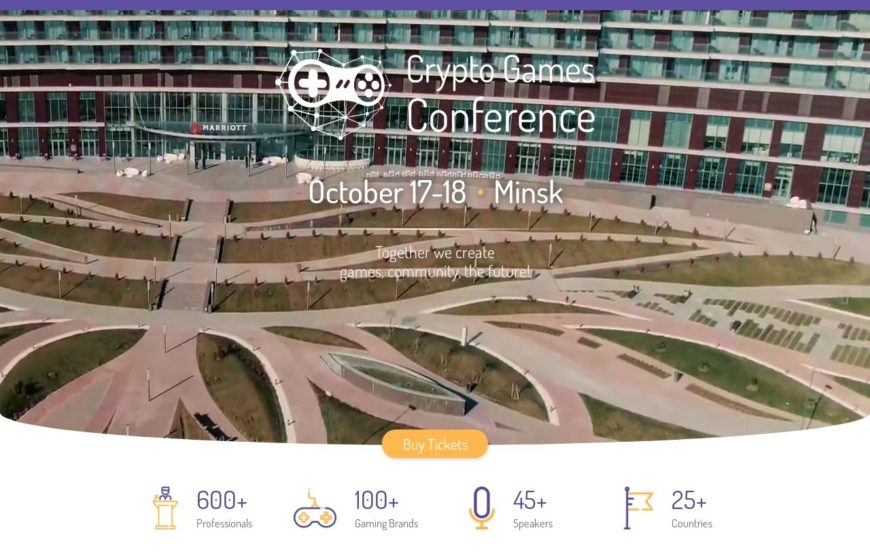 Crypto Games
Conference
MARRIOTT
October 17-18 • Minsk
Together we create
games, community, the future!
Buy Tickets
600+
Professionals
100+
Gaming Brands
45+
Speakers
25+
Countries